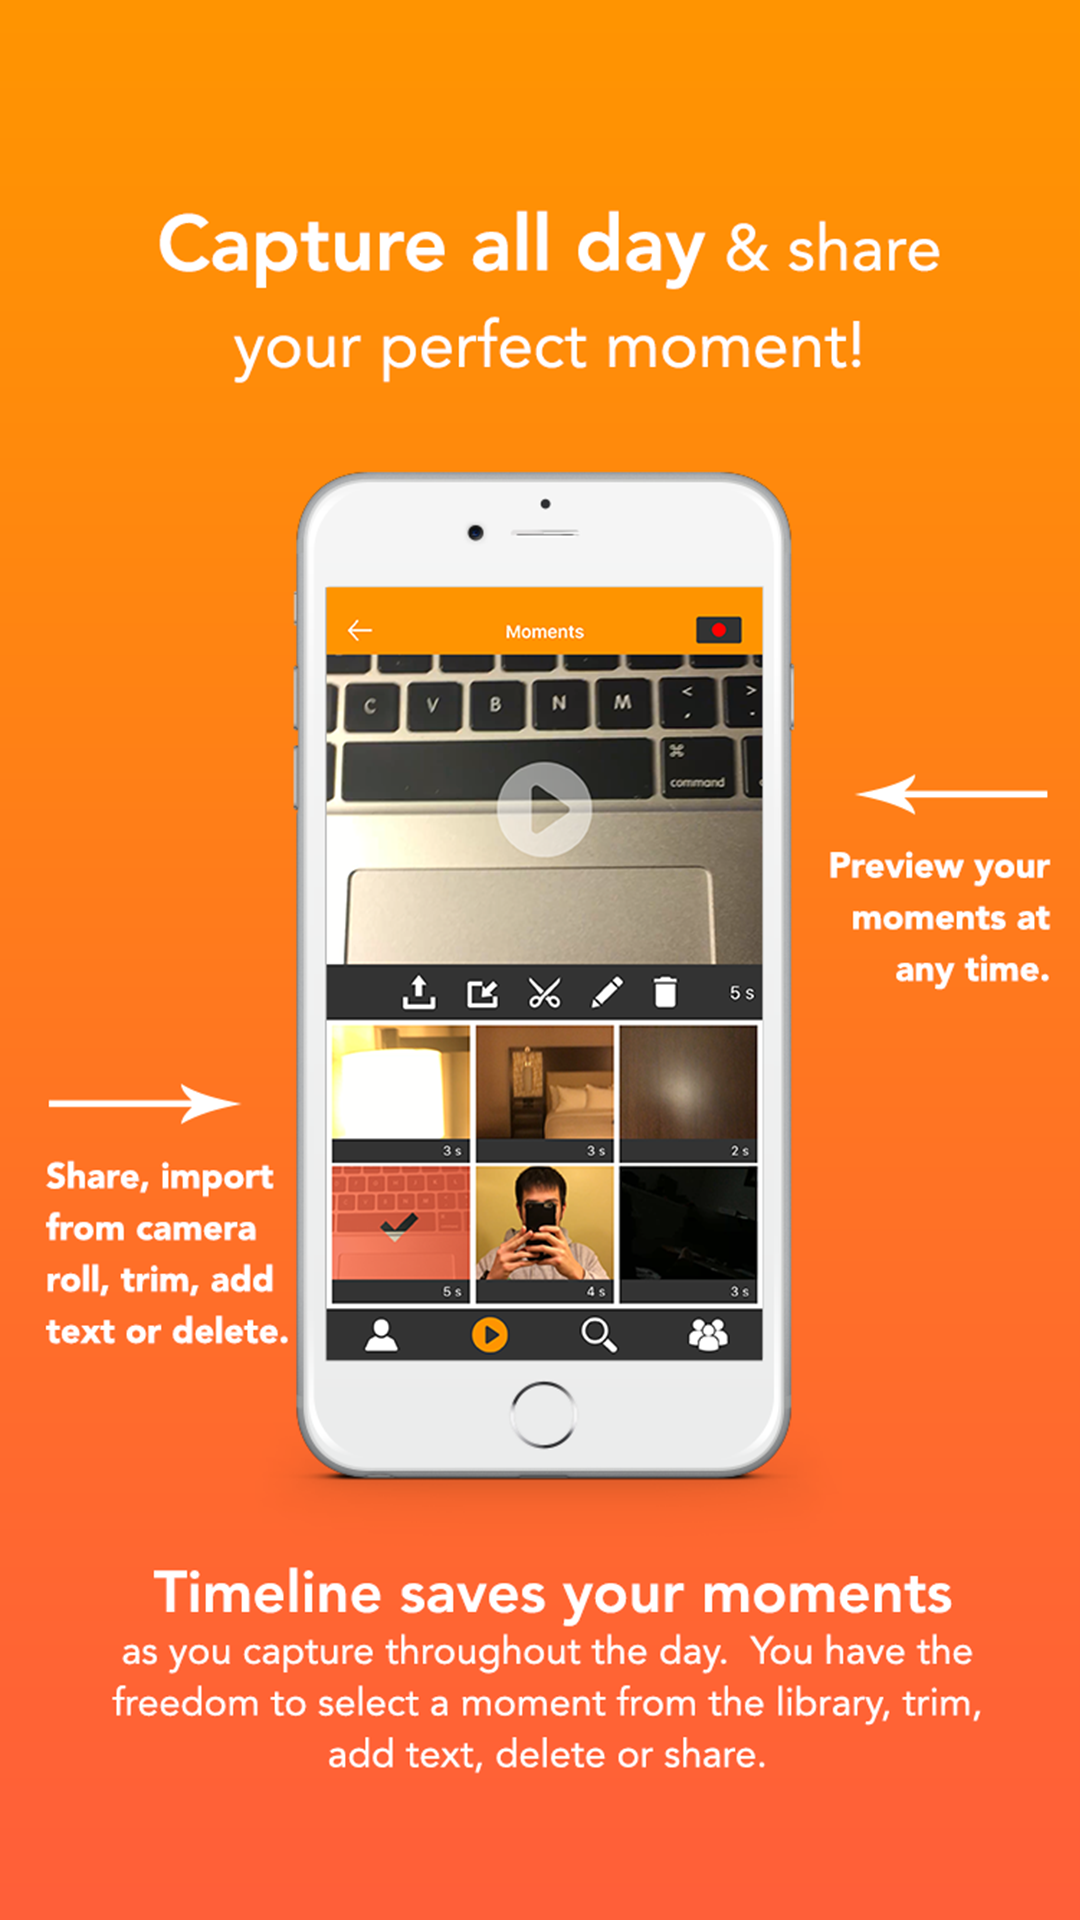 Capture all day & share
your perfect moment!
Moments
C V B N M < , > .
⌘
command
Preview your
moments at
any time.
5 s
3 s 3 s 2 s
Share, import
from camera
roll, trim, add
text or delete.
5 s 4 s 3 s
Timeline saves your moments
as you capture throughout the day. You have the
freedom to select a moment from the library, trim,
add text, delete or share.